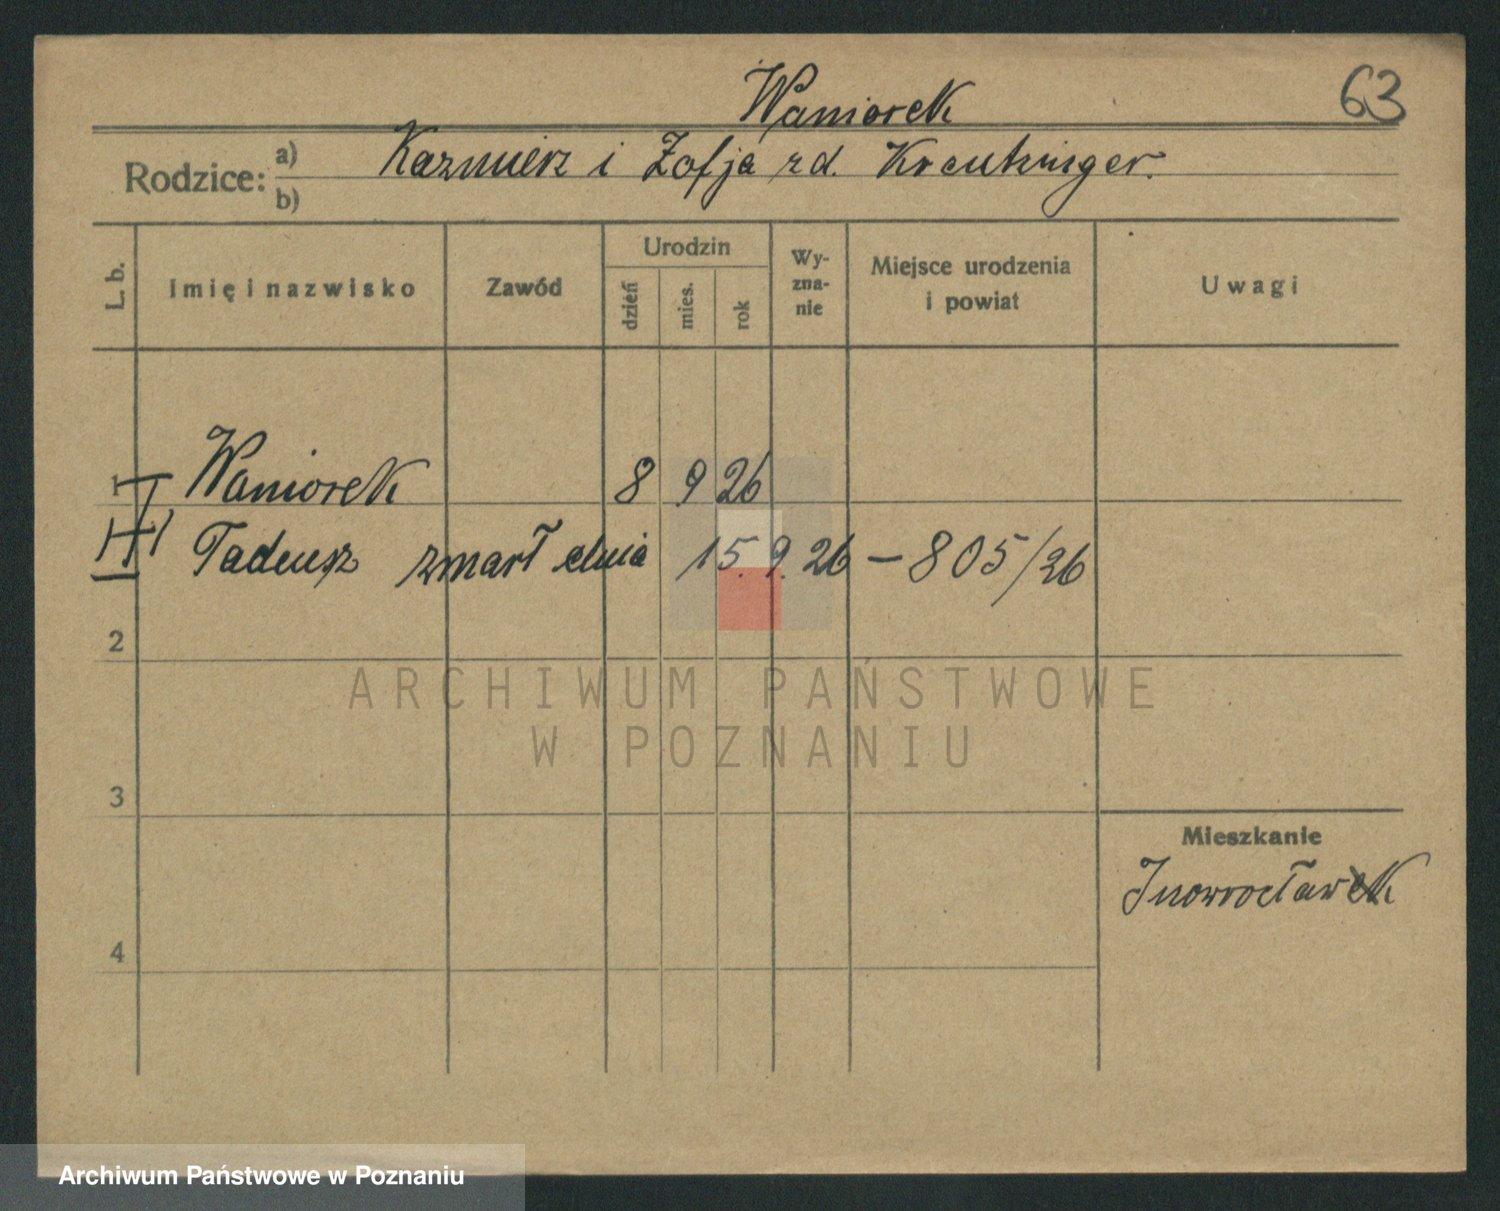 63
Waniorek
Rodzice: a) Kazmierz i Zofja zd. Kreutzinger.
b)
L. b.
Imię i nazwisko
Zawód
Urodzin
dzień
mies.
rok
Wy-
zna-
nie
Miejsce urodzenia
i powiat
Uwagi
Waniorek 8 9 26
Tadeusz zmarł dnia 15.9.26 – 805/26
2
ARCHIWUM PAŃSTWOWE
W POZNANIU
3
Mieszkanie
Inowrocławek
4
Archiwum Państwowe w Poznaniu